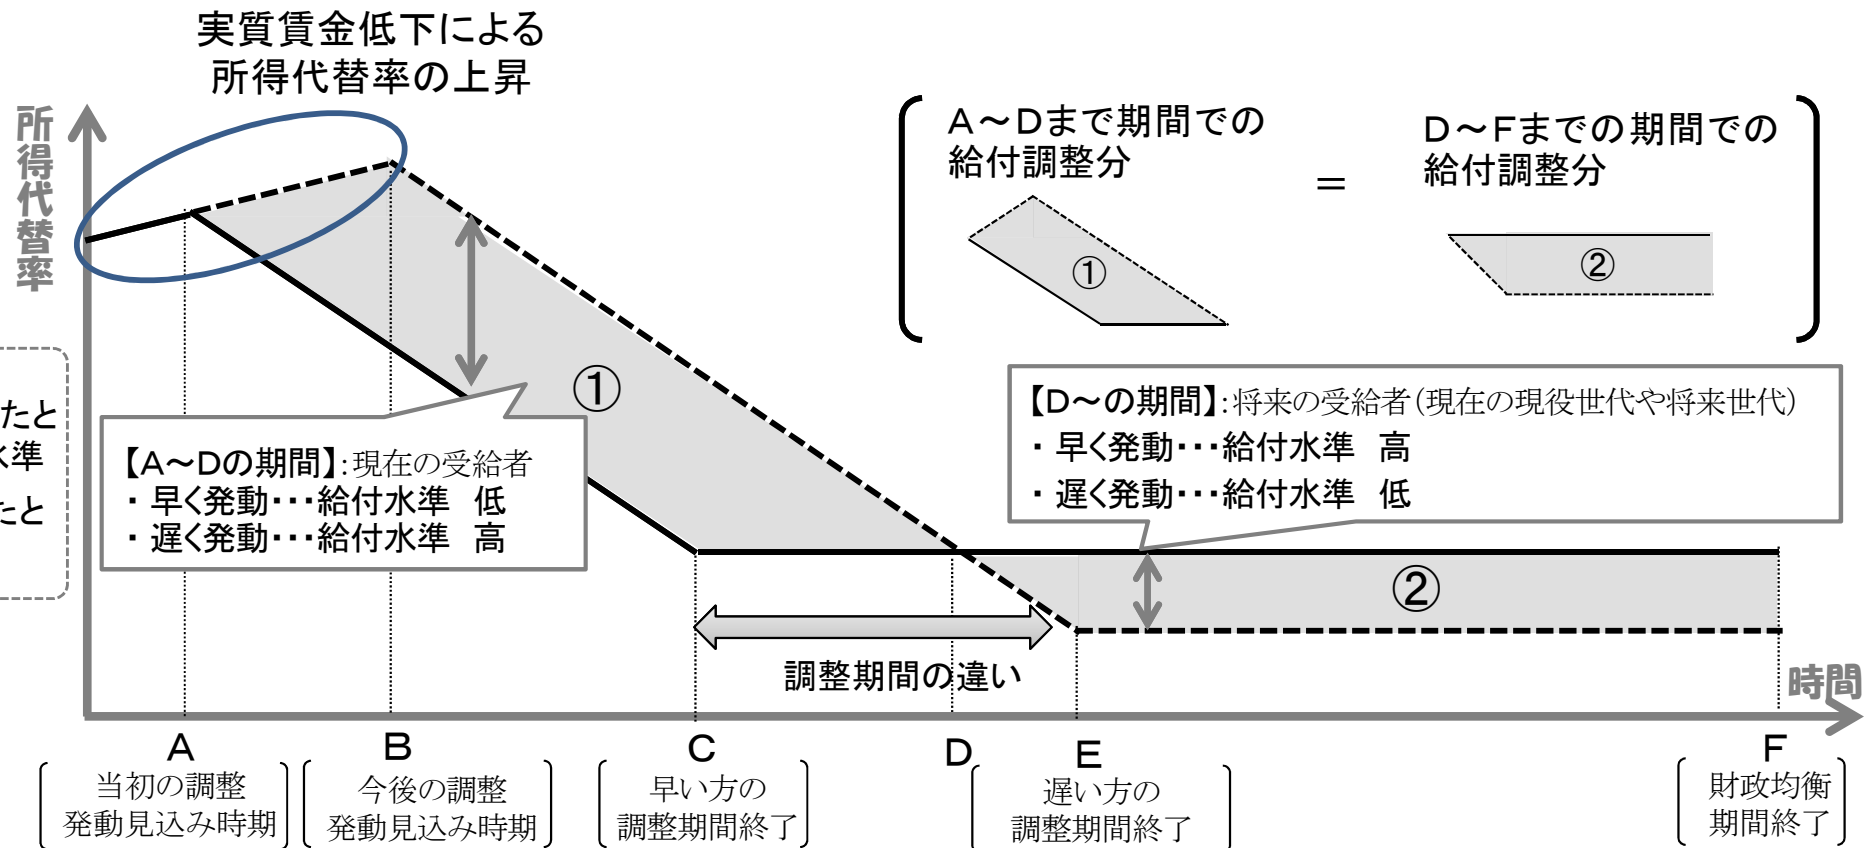 実質賃金低下による
所得代替率の上昇
所得代替率
A～Dまで期間での
給付調整分
①
＝
D～Fまでの期間での
給付調整分
②
たと
水準
たと
①
【A～Dの期間】:現在の受給者
・ 早く発動・・・給付水準　低
・ 遅く発動・・・給付水準　高
【D～の期間】:将来の受給者(現在の現役世代や将来世代)
・ 早く発動・・・給付水準　高
・ 遅く発動・・・給付水準　低
②
調整期間の違い
時間
A
当初の調整
発動見込み時期
B
今後の調整
発動見込み時期
C
早い方の
調整期間終了
D
E
遅い方の
調整期間終了
F
財政均衡
期間終了